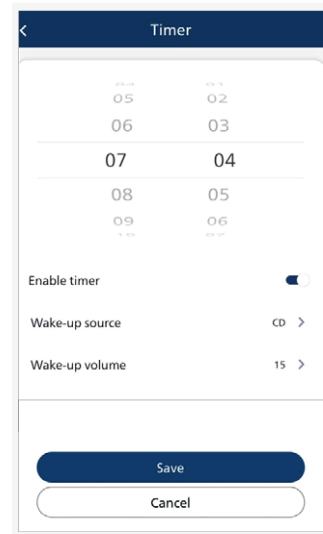 Timer
05 02
06 03
07 04
08 05
09 06
Enable timer
Wake-up source CD
Wake-up volume 15
Save
Cancel